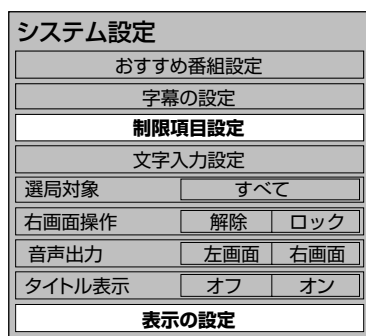 システム設定
おすすめ番組設定
字幕の設定
制限項目設定
文字入力設定
選局対象 すべて
右画面操作 解除 ロック
音声出力 左画面 右画面
タイトル表示 オフ オン
表示の設定